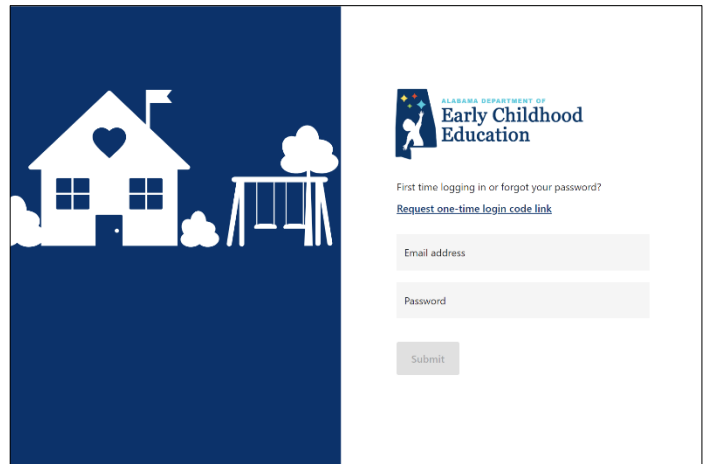 ALABAMA DEPARTMENT OF
Early Childhood
Education
First time logging in or forgot your password?
Request one-time login code link
Email address
Password
Submit